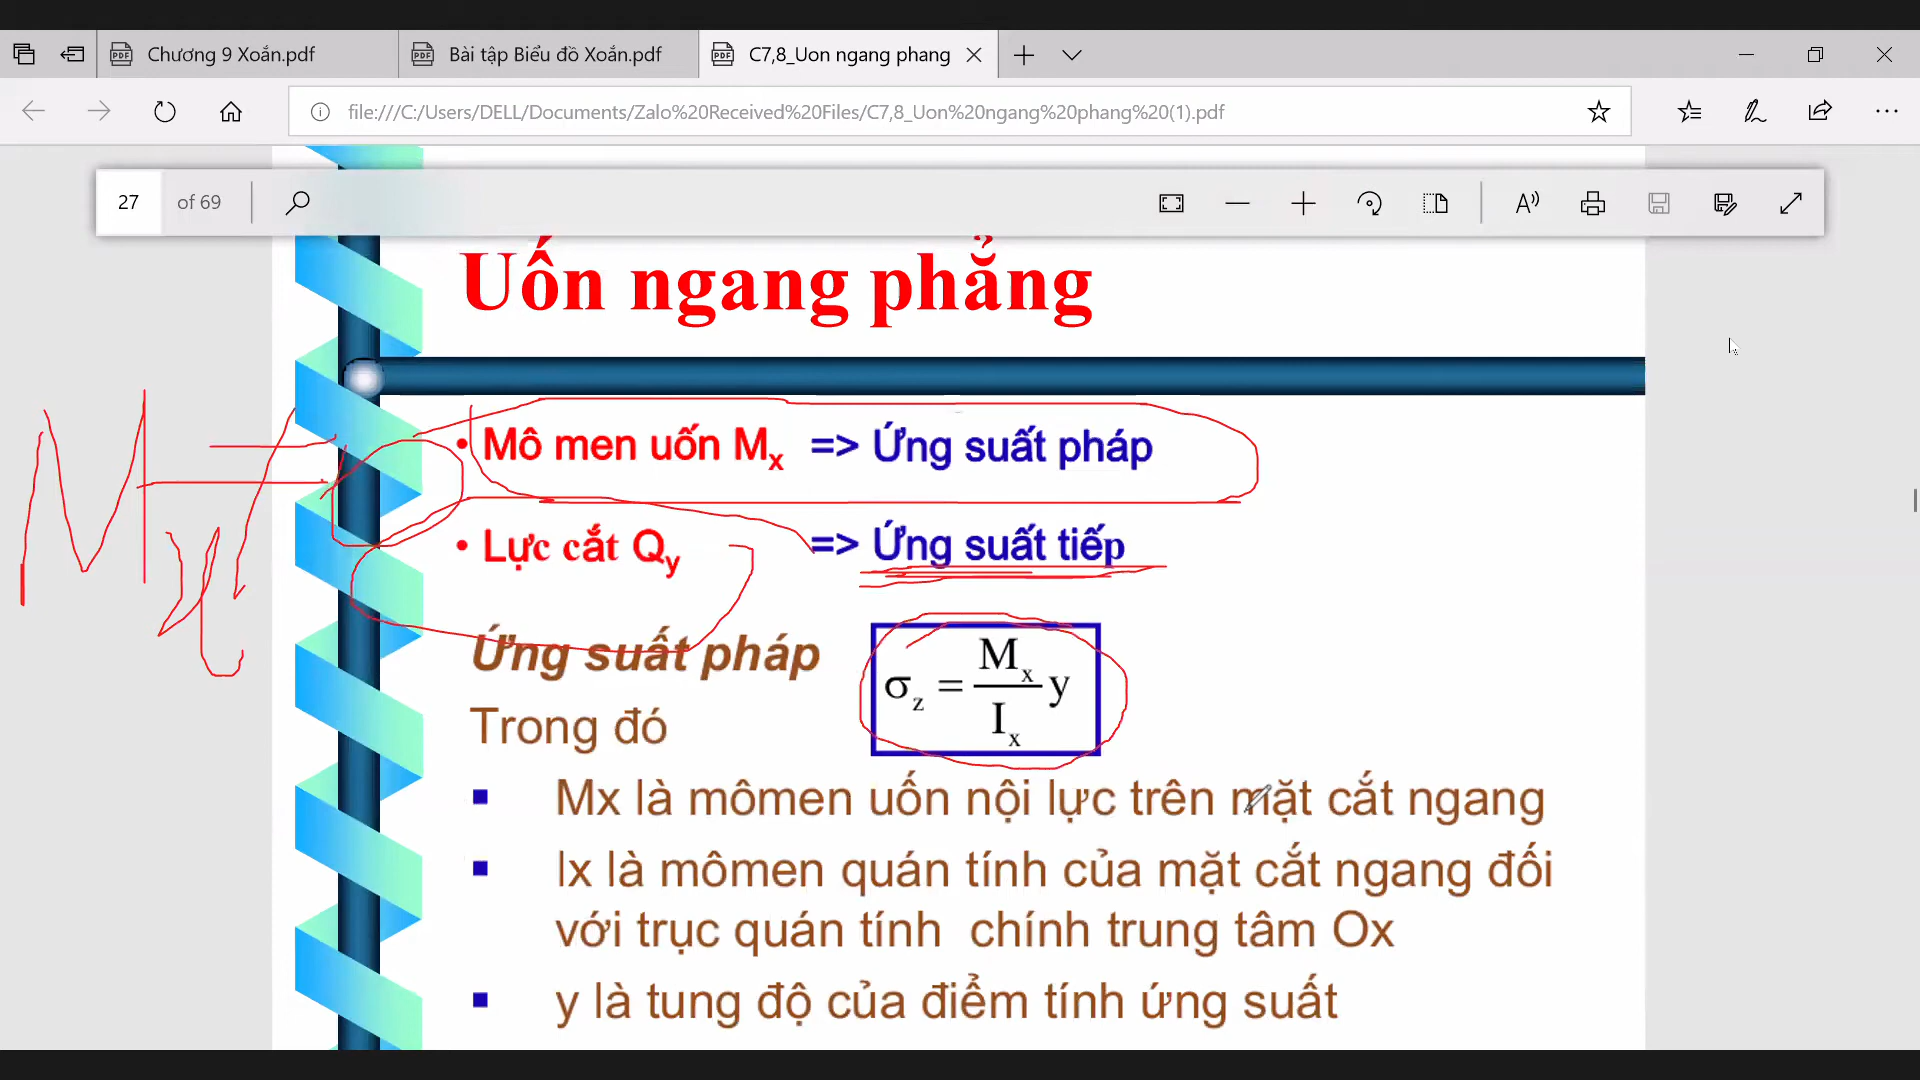 Chương 9 Xoắn.pdf
Bài tập Biểu đồ Xoắn.pdf
C7,8_Uon ngang phang
file:///C:/Users/DELL/Documents/Zalo%20Received%20Files/C7,8_Uon%20ngang%20phang%20(1).pdf
27 of 69
Uốn ngang phẳng
• Mô men uốn Mx => Ứng suất pháp
• Lực cắt Qy => Ứng suất tiếp
Ứng suất pháp
σz = Mx/Ix y
Trong đó
Mx là mômen uốn nội lực trên mặt cắt ngang
Ix là mômen quán tính của mặt cắt ngang đối
với trục quán tính chính trung tâm Ox
y là tung độ của điểm tính ứng suất